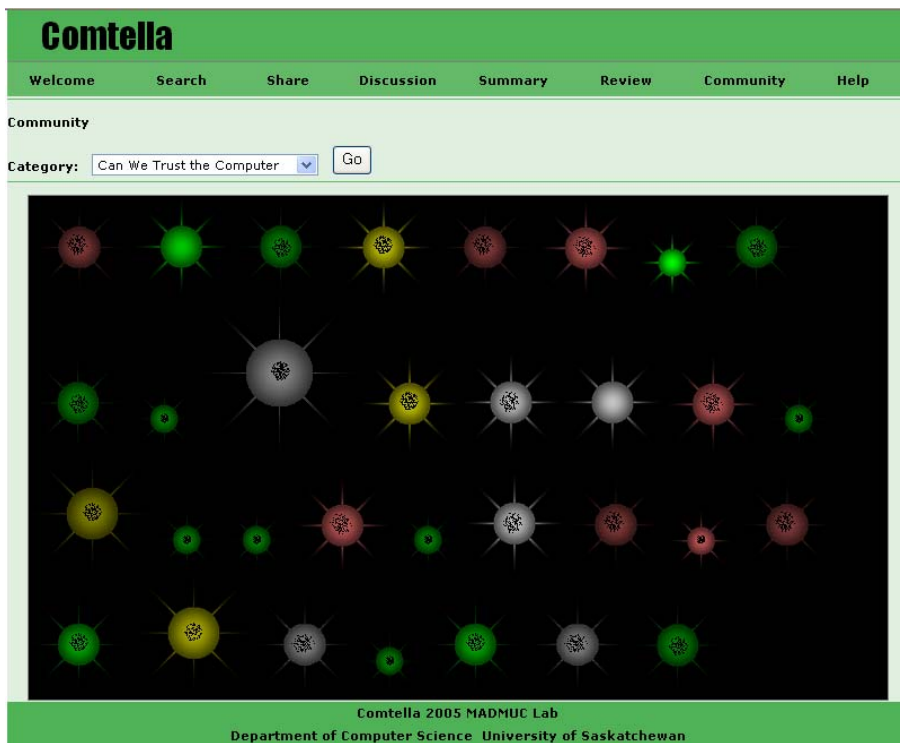 Comtella
Welcome Search Share Discussion Summary Review Community Help
Community
Category: Can We Trust the Computer Go
Comtella 2005 MADMUC Lab
Department of Computer Science University of Saskatchewan